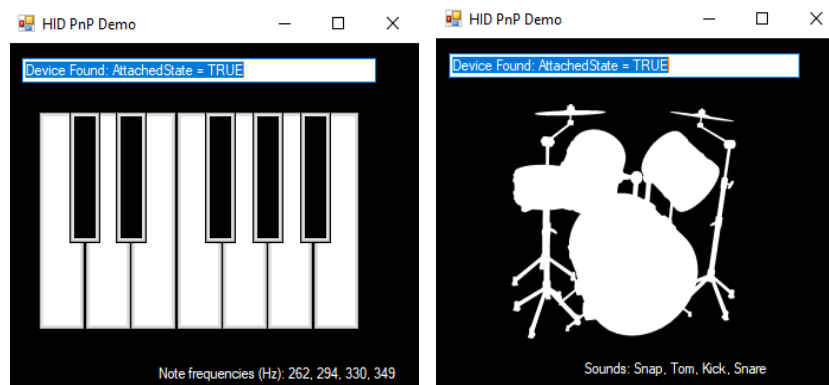 HID PnP Demo
Device Found: AttachedState = TRUE
Note frequencies (Hz): 262, 294, 330, 349
HID PnP Demo
Device Found: AttachedState = TRUE
Sounds: Snap, Tom, Kick, Snare